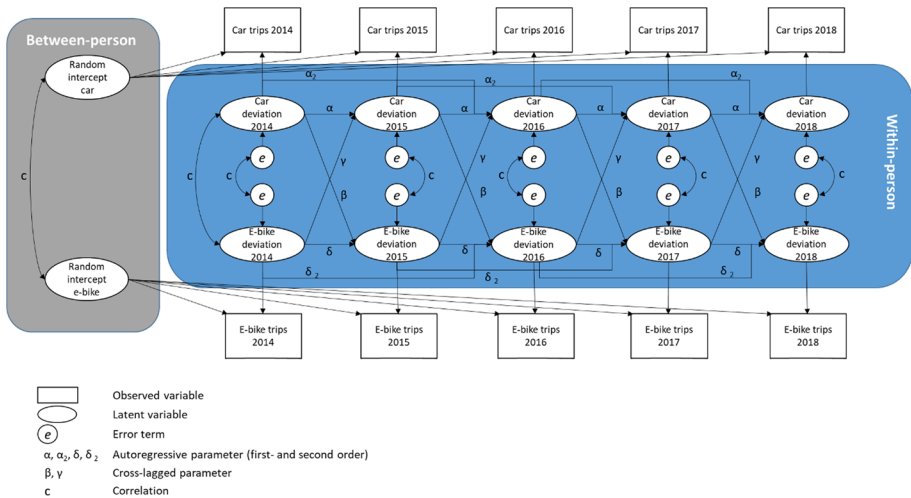 Between-person
Random
intercept
car
Random
intercept
e-bike
c
Car trips 2014
Car trips 2015
Car trips 2016
Car trips 2017
Car trips 2018
Within-person
α₂
α₂
α₂
Car
deviation
2014
α
Car
deviation
2015
α
Car
deviation
2016
α
Car
deviation
2017
α
Car
deviation
2018
e
e
e
e
e
γ
γ
γ
γ
c
c
c
c
c
c
β
β
β
β
e
e
e
e
e
E-bike
deviation
2014
δ
E-bike
deviation
2015
δ
E-bike
deviation
2016
δ
E-bike
deviation
2017
δ
E-bike
deviation
2018
δ ₂
δ ₂
δ ₂
E-bike trips
2014
E-bike trips
2015
E-bike trips
2016
E-bike trips
2017
E-bike trips
2018
Observed variable
Latent variable
e Error term
α, α₂, δ, δ ₂ Autoregressive parameter (first- and second order)
β, γ Cross-lagged parameter
c Correlation